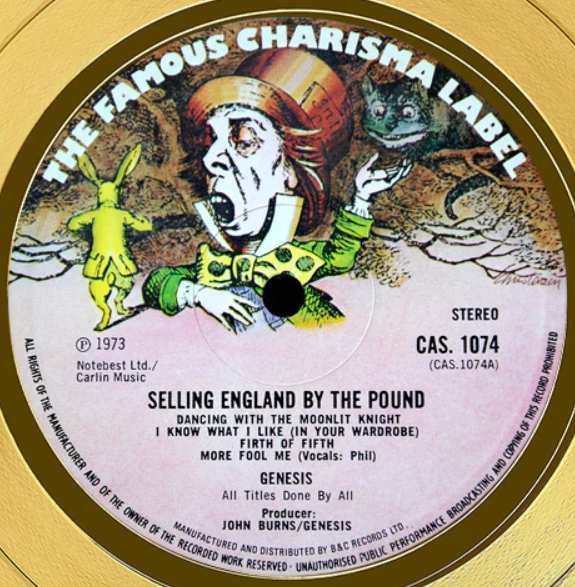 THE FAMOUS CHARISMA LABEL
STEREO
℗ 1973
CAS. 1074
(CAS.1074A)
Notebest Ltd./
Carlin Music
SELLING ENGLAND BY THE POUND
DANCING WITH THE MOONLIT KNIGHT
I KNOW WHAT I LIKE (IN YOUR WARDROBE)
FIRTH OF FIFTH
MORE FOOL ME (Vocals: Phil)
GENESIS
All Titles Done By All
Producer:
JOHN BURNS/GENESIS
MANUFACTURED AND DISTRIBUTED BY B&C RECORDS LTD.
ALL RIGHTS OF THE MANUFACTURER AND OF THE OWNER OF THE RECORDED WORK RESERVED · UNAUTHORISED PUBLIC PERFORMANCE BROADCASTING AND COPYING OF THIS RECORD PROHIBITED